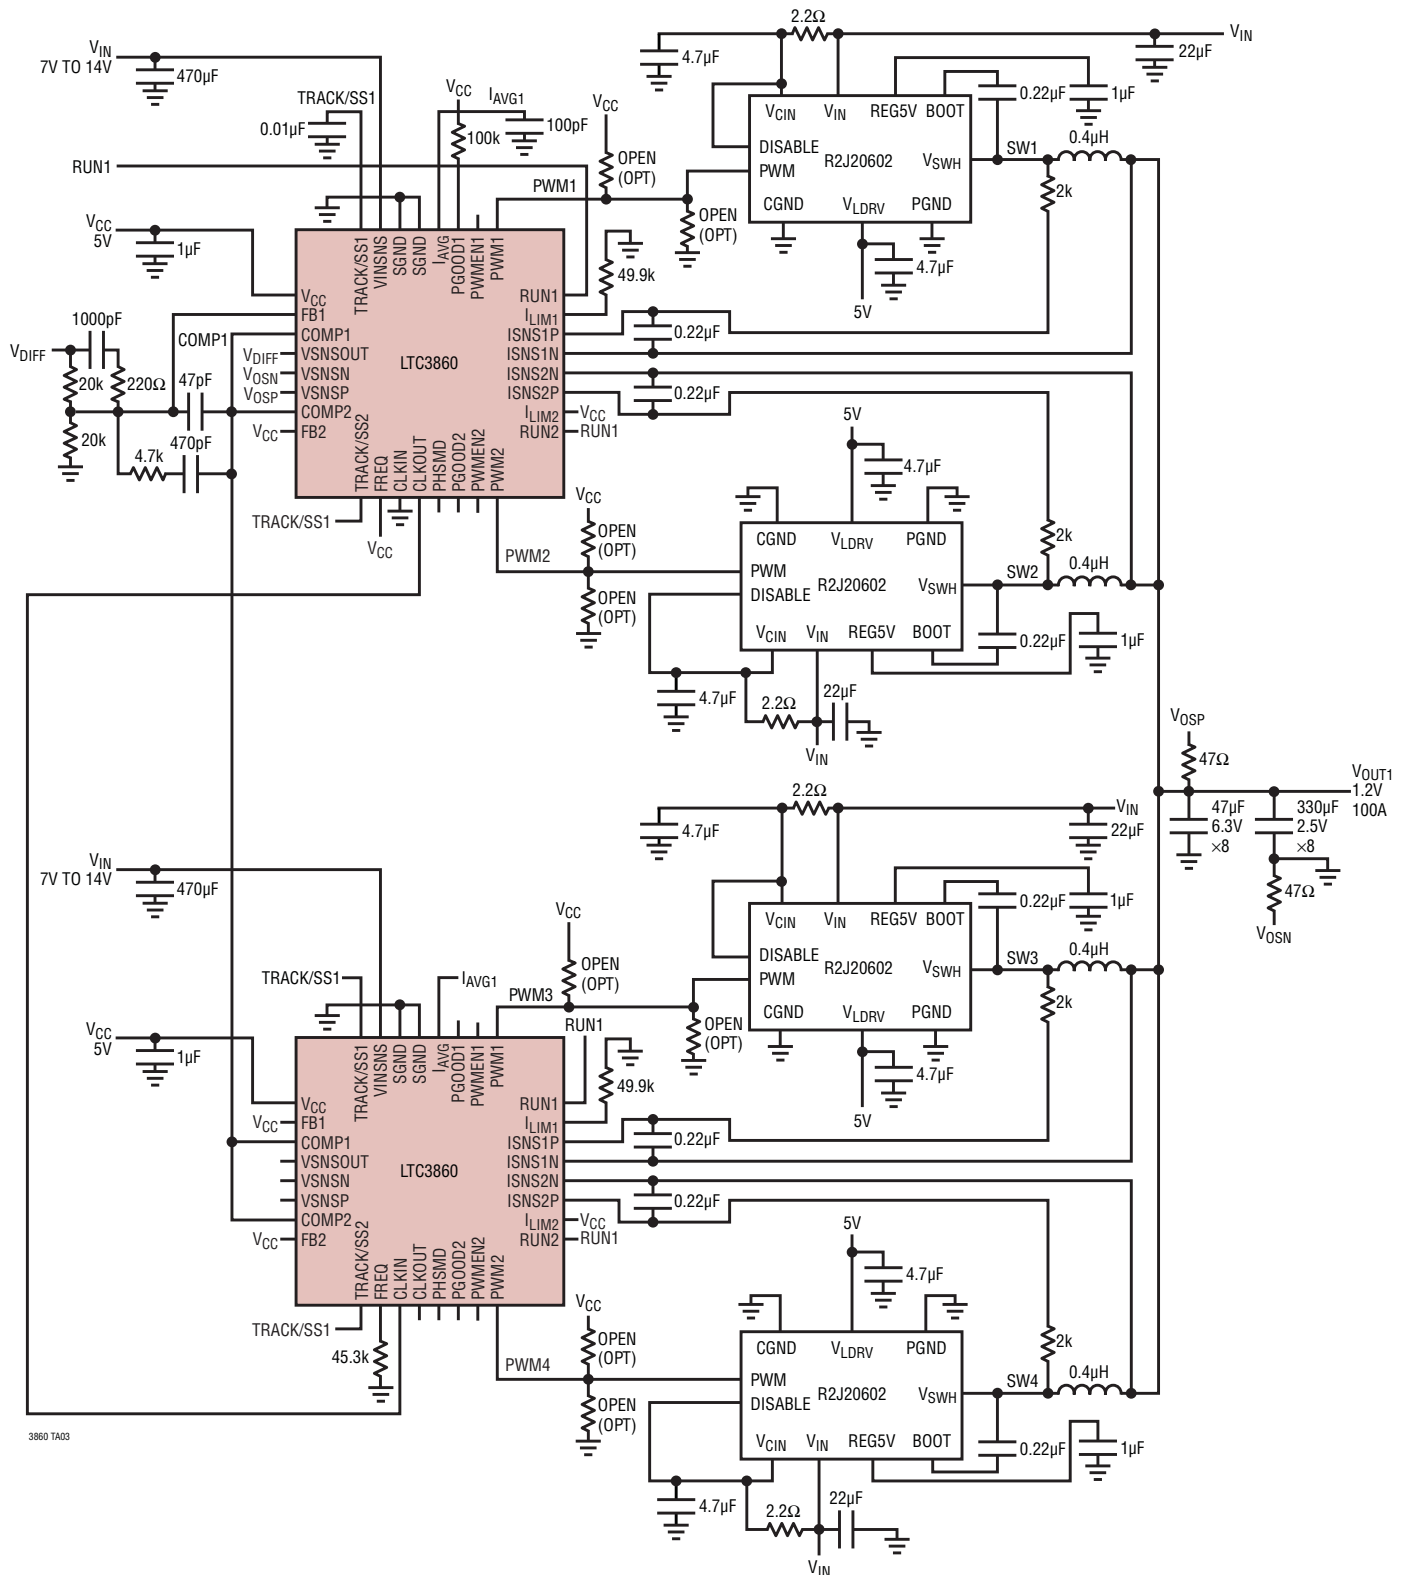 VIN
7V TO 14V
470µF
TRACK/SS1
0.01µF
VCC
IAVG1
100k
100pF
VCC
OPEN
(OPT)
RUN1
PWM1
OPEN
(OPT)
VCC
5V
1µF
4.7µF
2.2Ω
VIN
22µF
VCIN
VIN
REG5V
BOOT
DISABLE
PWM
R2J20602
VSWH
CGND
VLDRV
PGND
0.22µF
1µF
SW1
0.4µH
2k
4.7µF
5V
TRACK/SS1
VINSNS
SGND
SGND
IAVG
PGOOD1
PWMEN1
PWM1
VCC
FB1
COMP1
VSNSOUT
VSNSN
VSNSP
COMP2
FB2
LTC3860
RUN1
ILIM1
ISNS1P
ISNS1N
ISNS2N
ISNS2P
ILIM2
RUN2
TRACK/SS2
FREQ
CLKIN
CLKOUT
PHSMD
PGOOD2
PWMEN2
PWM2
49.9k
0.22µF
0.22µF
VCC
RUN1
1000pF
COMP1
VDIFF
VDIFF
VOSN
VOSP
20k
220Ω
47pF
VCC
20k
470pF
4.7k
TRACK/SS1
VCC
PWM2
VCC
OPEN
(OPT)
OPEN
(OPT)
5V
4.7µF
CGND
VLDRV
PGND
PWM
DISABLE
R2J20602
VSWH
VCIN
VIN
REG5V
BOOT
2k
SW2
0.4µH
0.22µF
1µF
4.7µF
2.2Ω
22µF
VIN
VOSP
47Ω
VOUT1
1.2V
100A
47µF
6.3V
×8
330µF
2.5V
×8
47Ω
VOSN
VIN
7V TO 14V
470µF
TRACK/SS1
IAVG1
VCC
OPEN
(OPT)
PWM3
RUN1
OPEN
(OPT)
VCC
5V
1µF
4.7µF
2.2Ω
VIN
22µF
VCIN
VIN
REG5V
BOOT
DISABLE
PWM
R2J20602
VSWH
CGND
VLDRV
PGND
0.22µF
1µF
SW3
0.4µH
2k
4.7µF
5V
TRACK/SS1
VINSNS
SGND
SGND
IAVG
PGOOD1
PWMEN1
PWM1
VCC
FB1
COMP1
VSNSOUT
VSNSN
VSNSP
COMP2
FB2
LTC3860
RUN1
ILIM1
ISNS1P
ISNS1N
ISNS2N
ISNS2P
ILIM2
RUN2
TRACK/SS2
FREQ
CLKIN
CLKOUT
PHSMD
PGOOD2
PWMEN2
PWM2
49.9k
0.22µF
0.22µF
VCC
RUN1
VCC
VCC
TRACK/SS1
45.3k
PWM4
VCC
OPEN
(OPT)
OPEN
(OPT)
5V
4.7µF
CGND
VLDRV
PGND
PWM
DISABLE
R2J20602
VSWH
VCIN
VIN
REG5V
BOOT
2k
SW4
0.4µH
0.22µF
1µF
4.7µF
2.2Ω
22µF
VIN
3860 TA03